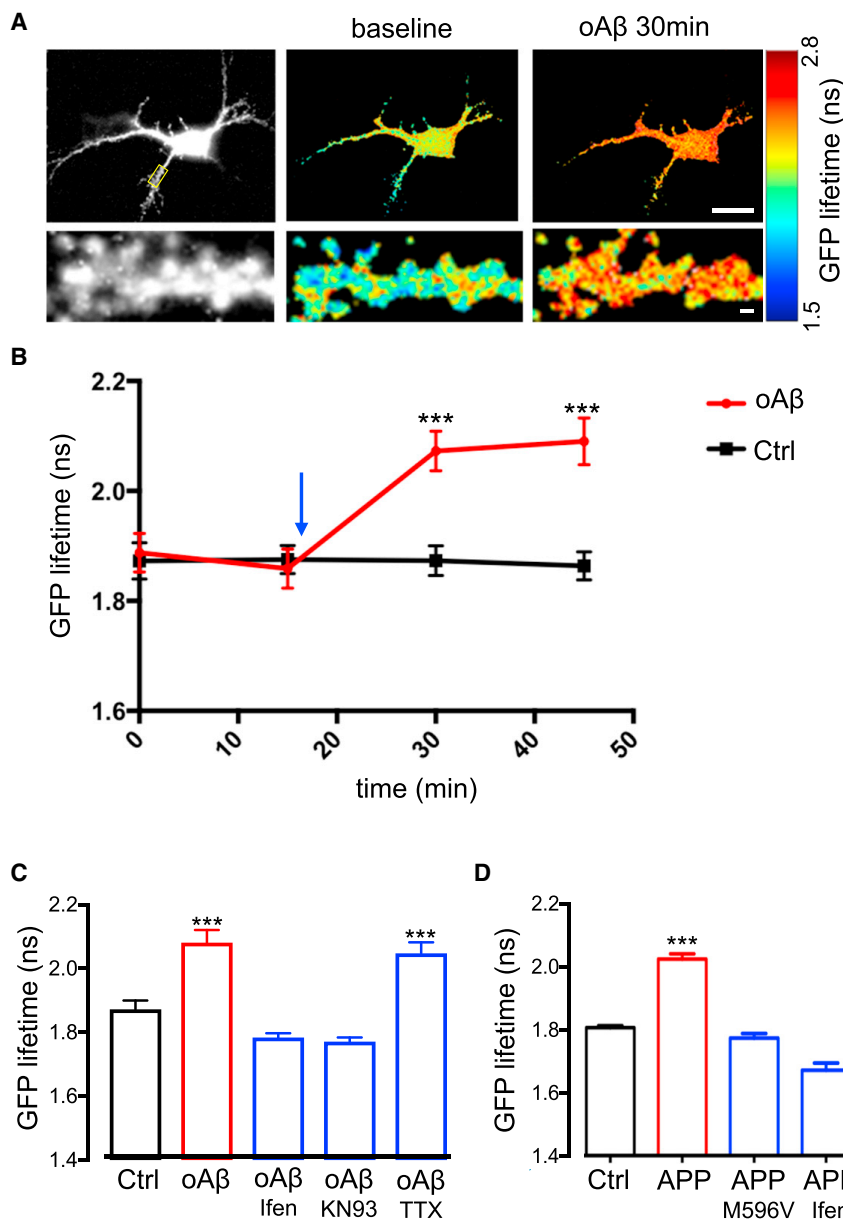 A
baseline
oAβ 30min
2.8
GFP lifetime (ns)
1.5
B
2.2
2.0
1.8
1.6
GFP lifetime (ns)
***
***
oAβ
Ctrl
0
10
20
30
40
50
time (min)
C
2.2
2.0
1.8
1.6
1.4
GFP lifetime (ns)
***
***
Ctrl
oAβ
oAβ
Ifen
oAβ
KN93
oAβ
TTX
D
2.2
2.0
1.8
1.6
1.4
GFP lifetime (ns)
***
Ctrl
APP
APP
M596V